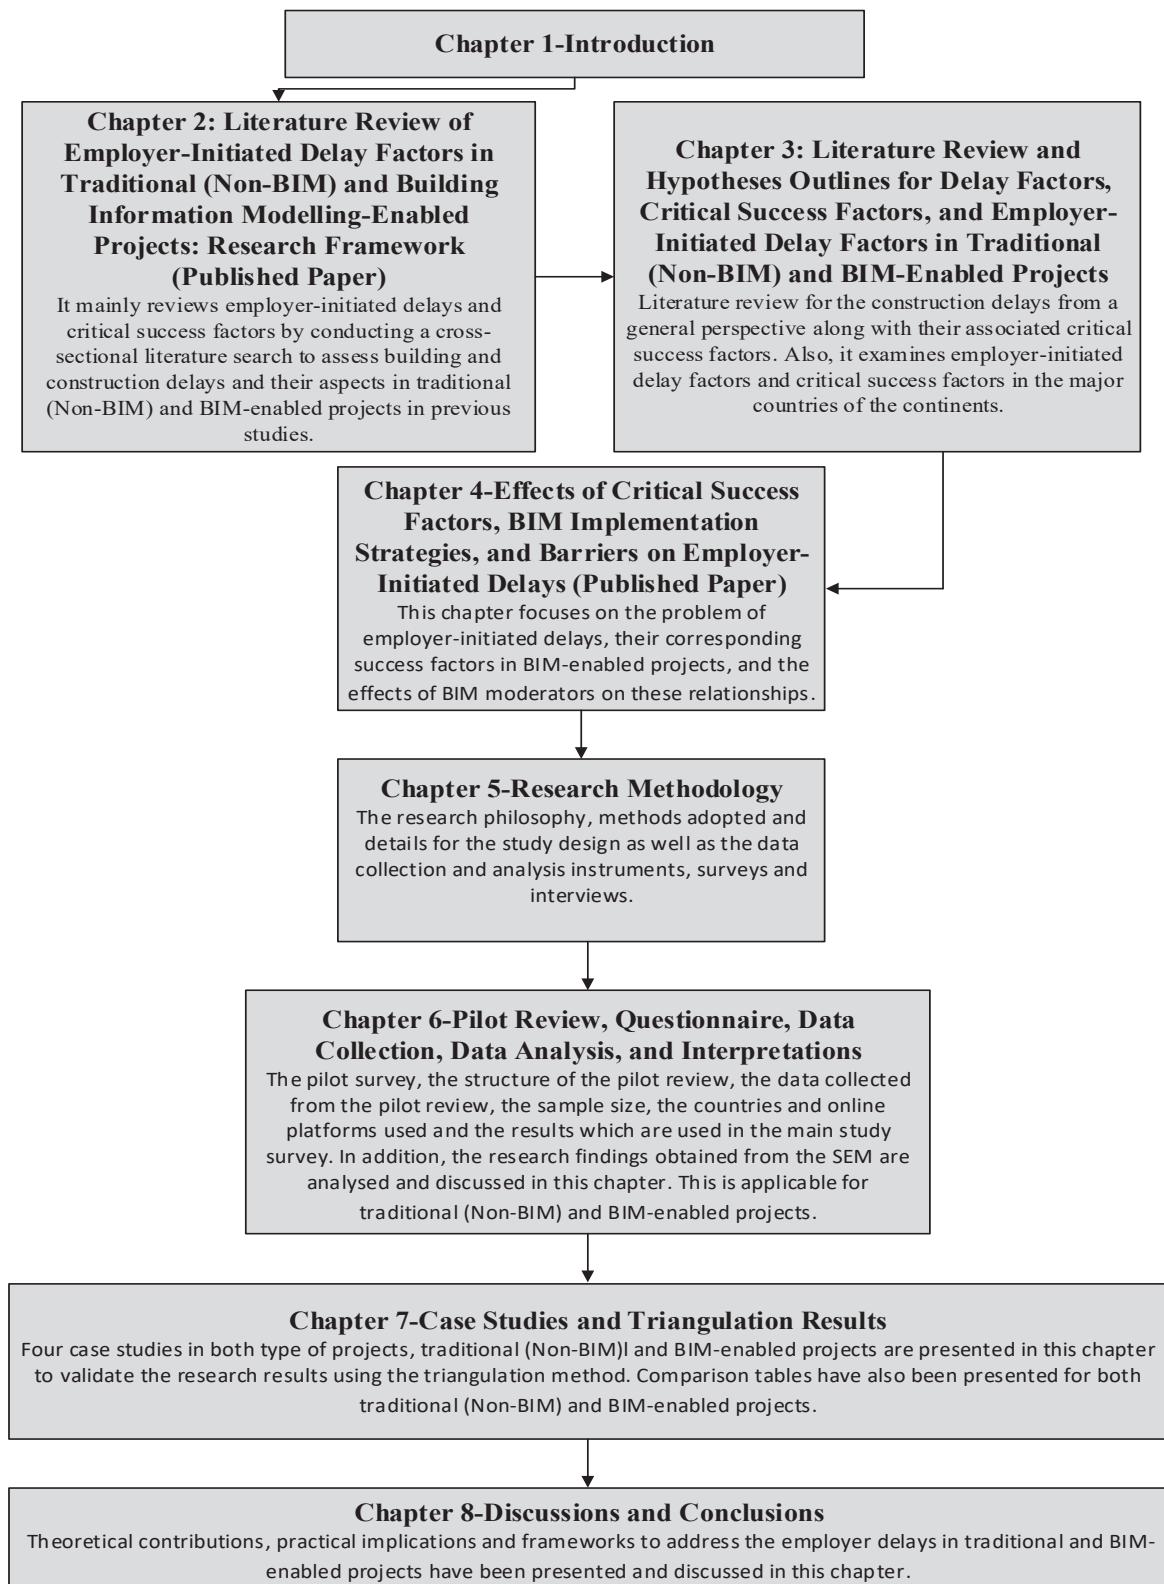 Chapter 1-Introduction
Chapter 2: Literature Review of
Employer-Initiated Delay Factors in
Traditional (Non-BIM) and Building
Information Modelling-Enabled
Projects: Research Framework
(Published Paper)
It mainly reviews employer-initiated delays and
critical success factors by conducting a cross-
sectional literature search to assess building and
construction delays and their aspects in traditional
(Non-BIM) and BIM-enabled projects in previous
studies.
Chapter 3: Literature Review and
Hypotheses Outlines for Delay Factors,
Critical Success Factors, and Employer-
Initiated Delay Factors in Traditional
(Non-BIM) and BIM-Enabled Projects
Literature review for the construction delays from a
general perspective along with their associated critical
success factors. Also, it examines employer-initiated
delay factors and critical success factors in the major
countries of the continents.
Chapter 4-Effects of Critical Success
Factors, BIM Implementation
Strategies, and Barriers on Employer-
Initiated Delays (Published Paper)
This chapter focuses on the problem of
employer-initiated delays, their corresponding
success factors in BIM-enabled projects, and the
effects of BIM moderators on these relationships.
Chapter 5-Research Methodology
The research philosophy, methods adopted and
details for the study design as well as the data
collection and analysis instruments, surveys and
interviews.
Chapter 6-Pilot Review, Questionnaire, Data
Collection, Data Analysis, and Interpretations
The pilot survey, the structure of the pilot review, the data collected
from the pilot review, the sample size, the countries and online
platforms used and the results which are used in the main study
survey. In addition, the research findings obtained from the SEM are
analysed and discussed in this chapter. This is applicable for
traditional (Non-BIM) and BIM-enabled projects.
Chapter 7-Case Studies and Triangulation Results
Four case studies in both type of projects, traditional (Non-BIM)l and BIM-enabled projects are presented in this chapter
to validate the research results using the triangulation method. Comparison tables have also been presented for both
traditional (Non-BIM) and BIM-enabled projects.
Chapter 8-Discussions and Conclusions
Theoretical contributions, practical implications and frameworks to address the employer delays in traditional and BIM-
enabled projects have been presented and discussed in this chapter.